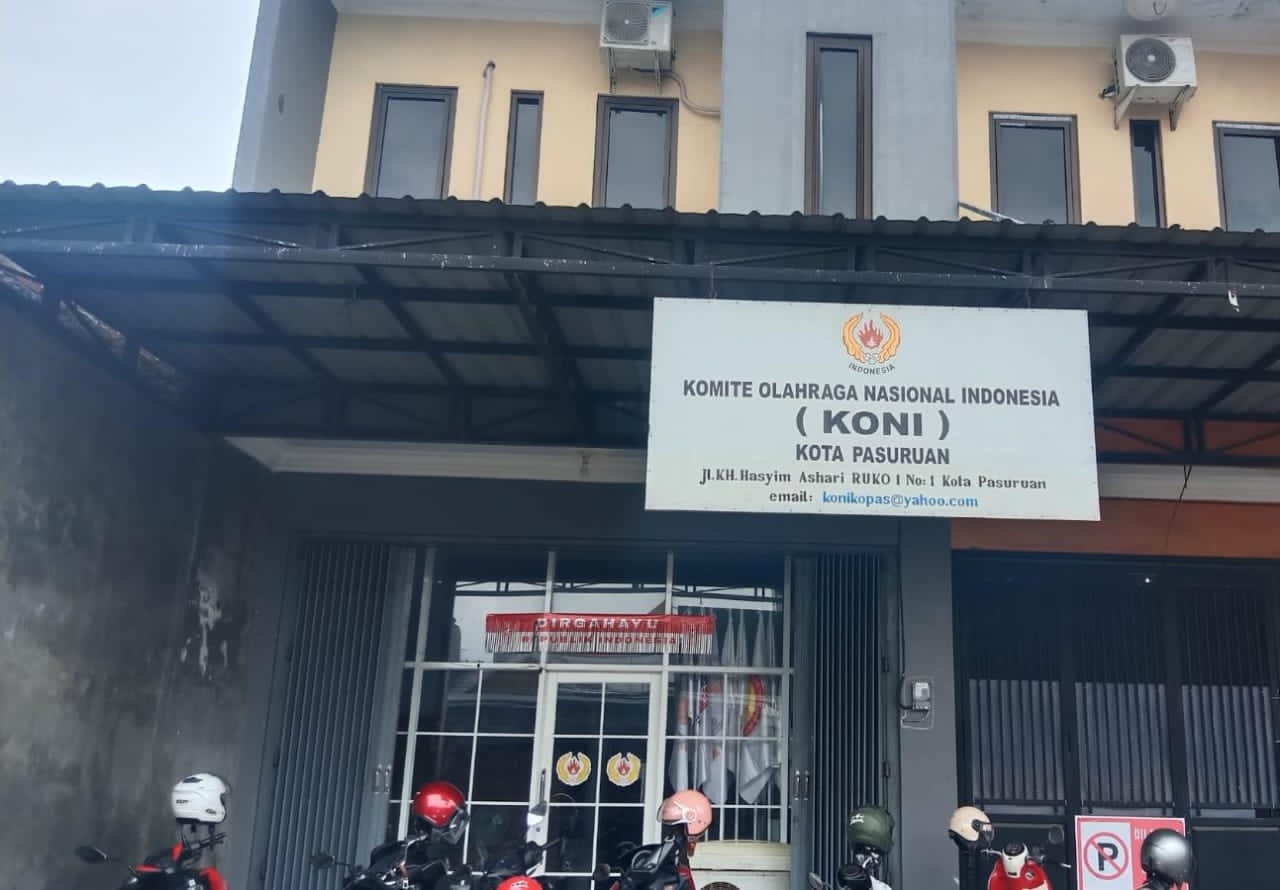 INDONESIA
KOMITE OLAHRAGA NASIONAL INDONESIA
( KONI )
KOTA PASURUAN
Jl.KH.Hasyim Ashari RUKO 1 No: 1 Kota Pasuruan
email: konikopas@yahoo.com
DIRGAHAYU
REPUBLIK INDONESIA
P